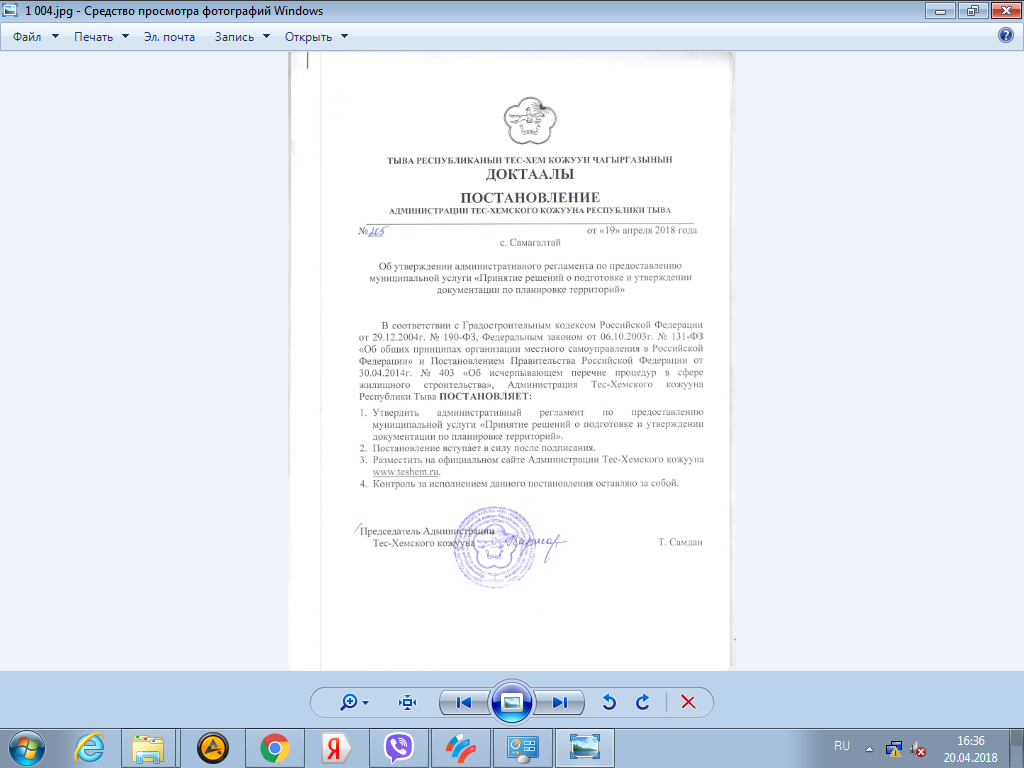 1 004.jpg - Средство просмотра фотографий Windows
Файл Печать Эл. почта Запись Открыть
ТЫВА РЕСПУБЛИКАНЫН ТЕС-ХЕМ КОЖУУН ЧАГЫРГАЗЫНЫН
ДОКТААЛЫ
ПОСТАНОВЛЕНИЕ
АДМИНИСТРАЦИИ ТЕС-ХЕМСКОГО КОЖУУНА РЕСПУБЛИКИ ТЫВА
№ от «19» апреля 2018 года
с. Самагалтай
Об утверждении административного регламента по предоставлению
муниципальной услуги «Принятие решений о подготовке и утверждении
документации по планировке территорий»
В соответствии с Градостроительным кодексом Российской Федерации
от 29.12.2004г. № 190-ФЗ, Федеральным законом от 06.10.2003г. № 131-ФЗ
«Об общих принципах организации местного самоуправления в Российской
Федерации» и Постановлением Правительства Российской Федерации от
30.04.2014г. № 403 «Об исчерпывающем перечне процедур в сфере
жилищного строительства», Администрация Тес-Хемского кожууна
Республики Тыва ПОСТАНОВЛЯЕТ:
1. Утвердить административный регламент по предоставлению
муниципальной услуги «Принятие решений о подготовке и утверждении
документации по планировке территорий».
2. Постановление вступает в силу после подписания.
3. Разместить на официальном сайте Администрации Тес-Хемского кожууна
www.teshem.ru.
4. Контроль за исполнением данного постановления оставляю за собой.
Председатель Администрации
Тес-Хемского кожууна Т. Самдан
RU
16:36
20.04.2018